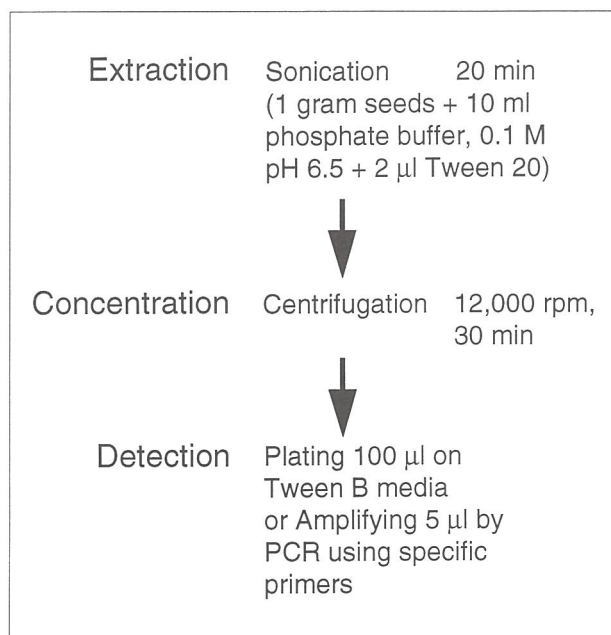 Extraction Sonication 20 min
(1 gram seeds + 10 ml
phosphate buffer, 0.1 M
pH 6.5 + 2 μl Tween 20)
Concentration Centrifugation 12,000 rpm,
30 min
Detection Plating 100 μl on
Tween B media
or Amplifying 5 μl by
PCR using specific
primers